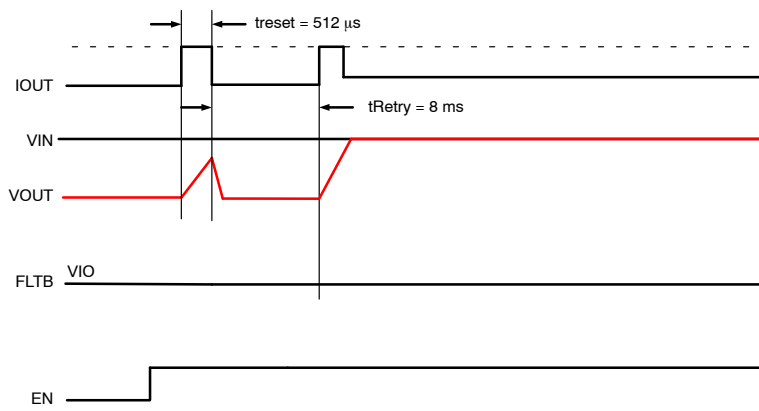 treset = 512 μs
IOUT
tRetry = 8 ms
VIN
VOUT
VIO
FLTB
EN